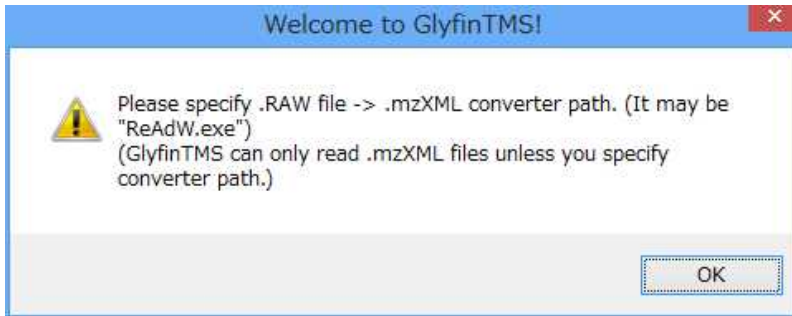 Welcome to GlyfinTMS!
Please specify .RAW file -> .mzXML converter path. (It may be
"ReAdW.exe")
(GlyfinTMS can only read .mzXML files unless you specify
converter path.)
OK